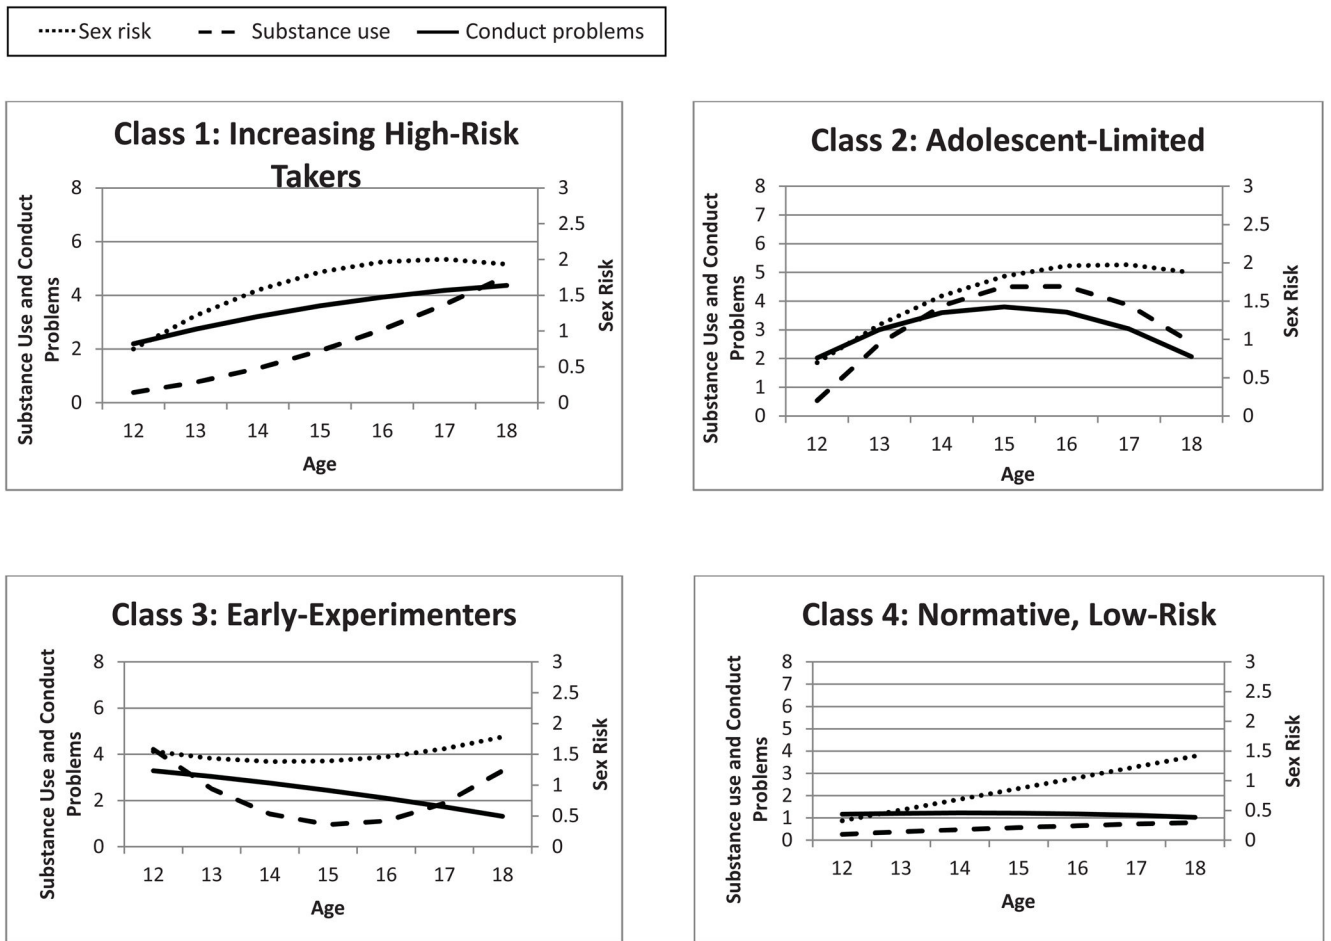 Sex risk Substance use Conduct problems
Class 1: Increasing High-Risk
Takers
Substance Use and Conduct
Problems
8
6
4
2
0
3
2.5
2
1.5
1
0.5
0
Sex Risk
12 13 14 15 16 17 18
Age
Class 2: Adolescent-Limited
Substance Use and Conduct
Problems
8
7
6
5
4
3
2
1
0
3
2.5
2
1.5
1
0.5
0
Sex Risk
12 13 14 15 16 17 18
Age
Class 3: Early-Experimenters
Substance Use and Conduct
Problems
8
6
4
2
0
3
2.5
2
1.5
1
0.5
0
Sex Risk
12 13 14 15 16 17 18
Age
Class 4: Normative, Low-Risk
Substance use and Conduct
Problems
8
7
6
5
4
3
2
1
0
3
2.5
2
1.5
1
0.5
0
Sex Risk
12 13 14 15 16 17 18
Age